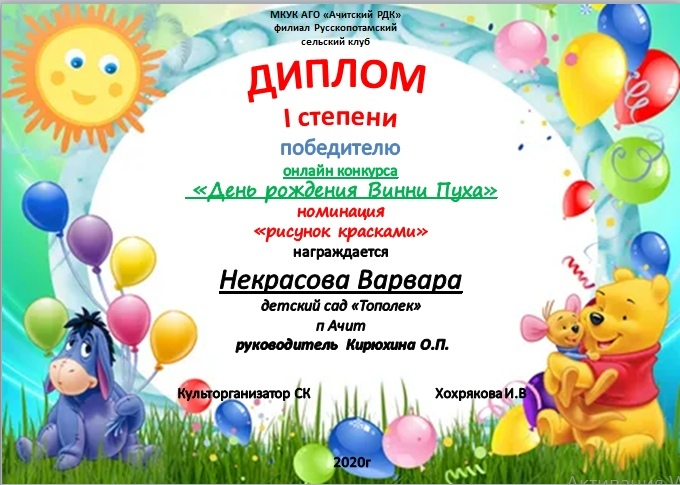 МКУК АГО «Ачитский РДК»
филиал Русскопотамский
сельский клуб
ДИПЛОМ
I степени
победителю
онлайн конкурса
«День рождения Винни Пуха»
номинация
«рисунок красками»
награждается
Некрасова Варвара
детский сад «Тополек»
п Ачит
руководитель Кирюхина О.П.
Культорганизатор СК Хохрякова И.В
2020г